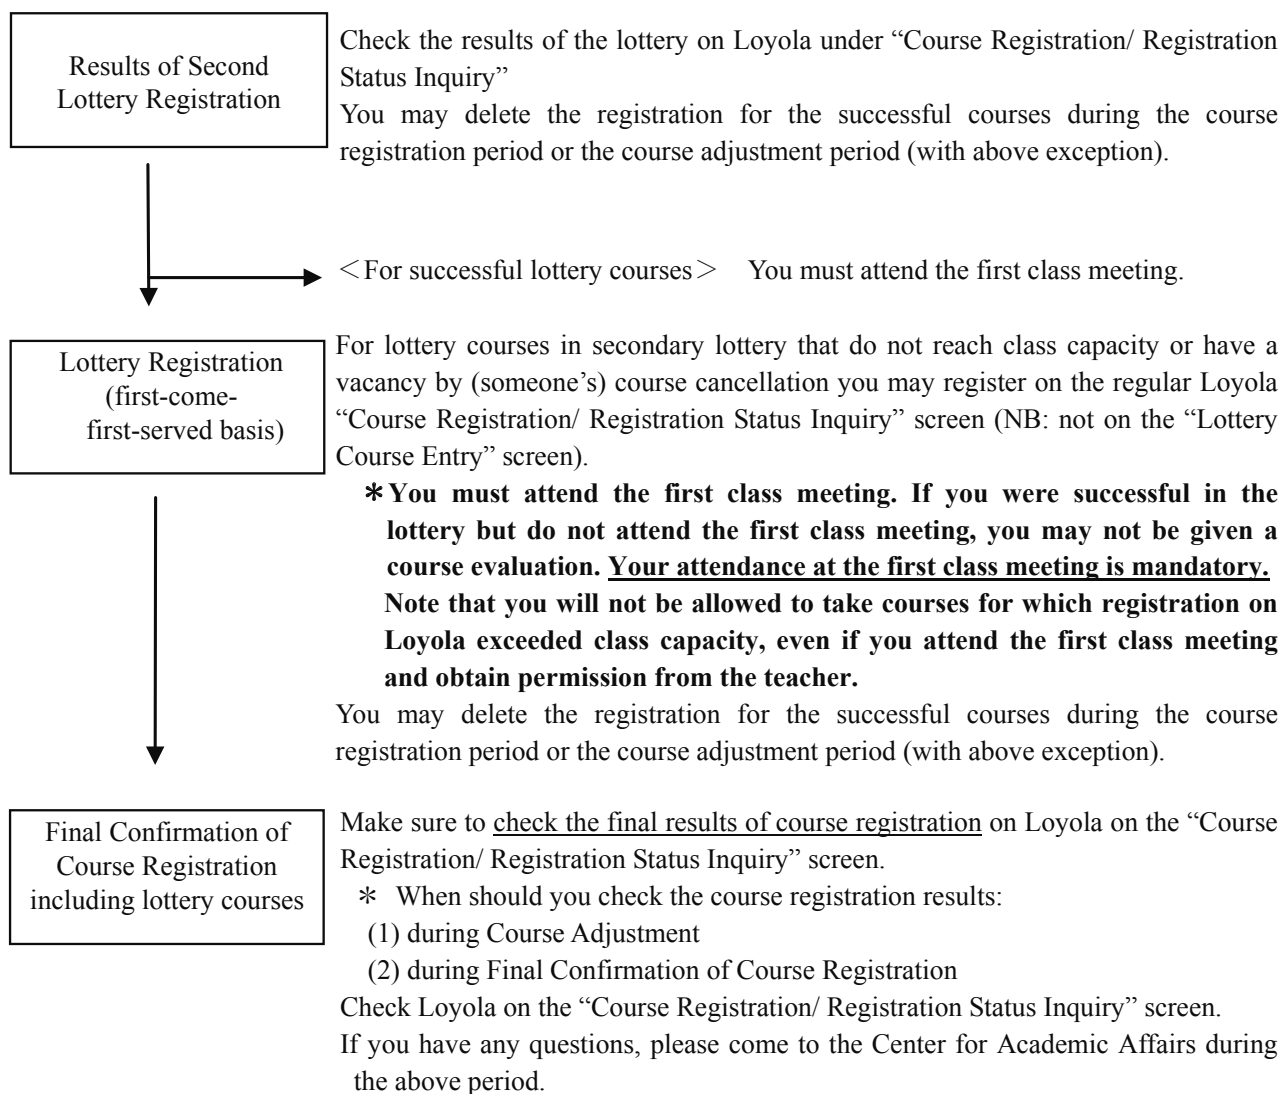 Results of Second
Lottery Registration
Check the results of the lottery on Loyola under “Course Registration/ Registration
Status Inquiry”
You may delete the registration for the successful courses during the course
registration period or the course adjustment period (with above exception).
＜For successful lottery courses＞ You must attend the first class meeting.
Lottery Registration
(first-come-
first-served basis)
For lottery courses in secondary lottery that do not reach class capacity or have a
vacancy by (someone’s) course cancellation you may register on the regular Loyola
“Course Registration/ Registration Status Inquiry” screen (NB: not on the “Lottery
Course Entry” screen).
＊You must attend the first class meeting. If you were successful in the
lottery but do not attend the first class meeting, you may not be given a
course evaluation. Your attendance at the first class meeting is mandatory.
Note that you will not be allowed to take courses for which registration on
Loyola exceeded class capacity, even if you attend the first class meeting
and obtain permission from the teacher.
You may delete the registration for the successful courses during the course
registration period or the course adjustment period (with above exception).
Final Confirmation of
Course Registration
including lottery courses
Make sure to check the final results of course registration on Loyola on the “Course
Registration/ Registration Status Inquiry” screen.
＊ When should you check the course registration results:
(1) during Course Adjustment
(2) during Final Confirmation of Course Registration
Check Loyola on the “Course Registration/ Registration Status Inquiry” screen.
If you have any questions, please come to the Center for Academic Affairs during
the above period.